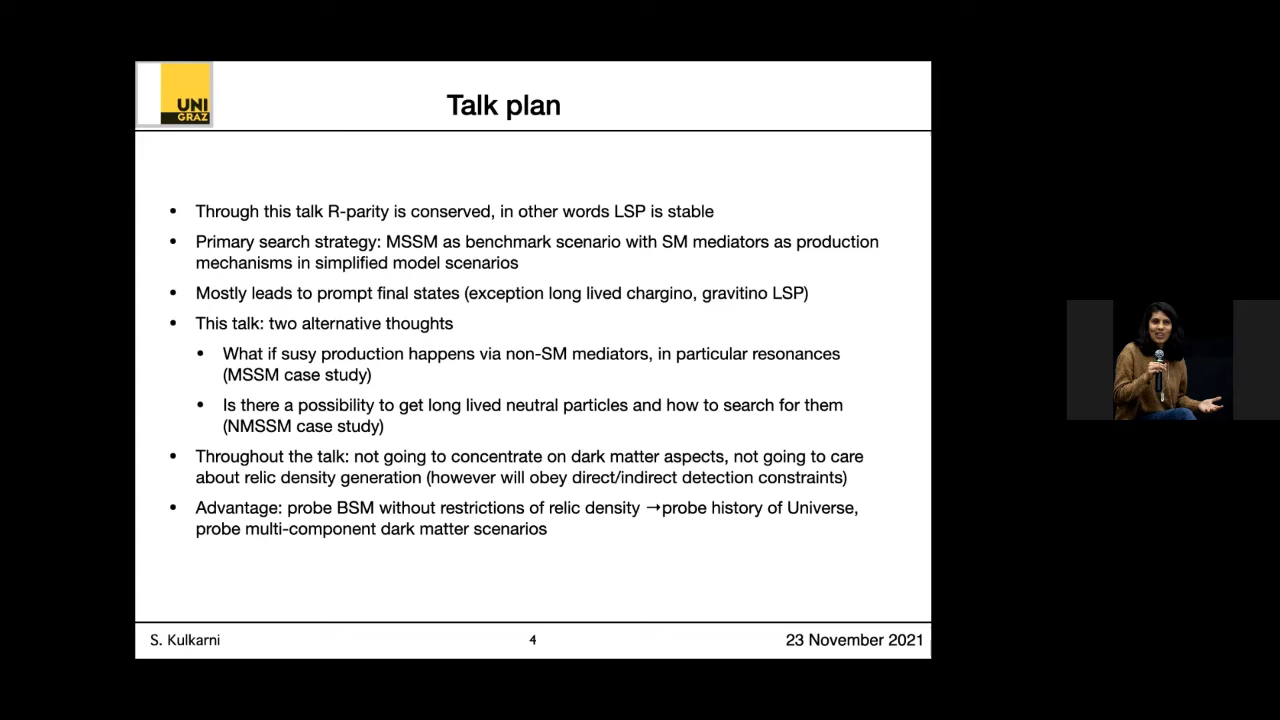 UNI
GRAZ
Talk plan
• Through this talk R-parity is conserved, in other words LSP is stable
• Primary search strategy: MSSM as benchmark scenario with SM mediators as production
mechanisms in simplified model scenarios
• Mostly leads to prompt final states (exception long lived chargino, gravitino LSP)
• This talk: two alternative thoughts
• What if susy production happens via non-SM mediators, in particular resonances
(MSSM case study)
• Is there a possibility to get long lived neutral particles and how to search for them
(NMSSM case study)
• Throughout the talk: not going to concentrate on dark matter aspects, not going to care
about relic density generation (however will obey direct/indirect detection constraints)
• Advantage: probe BSM without restrictions of relic density →probe history of Universe,
probe multi-component dark matter scenarios
S. Kulkarni
4
23 November 2021